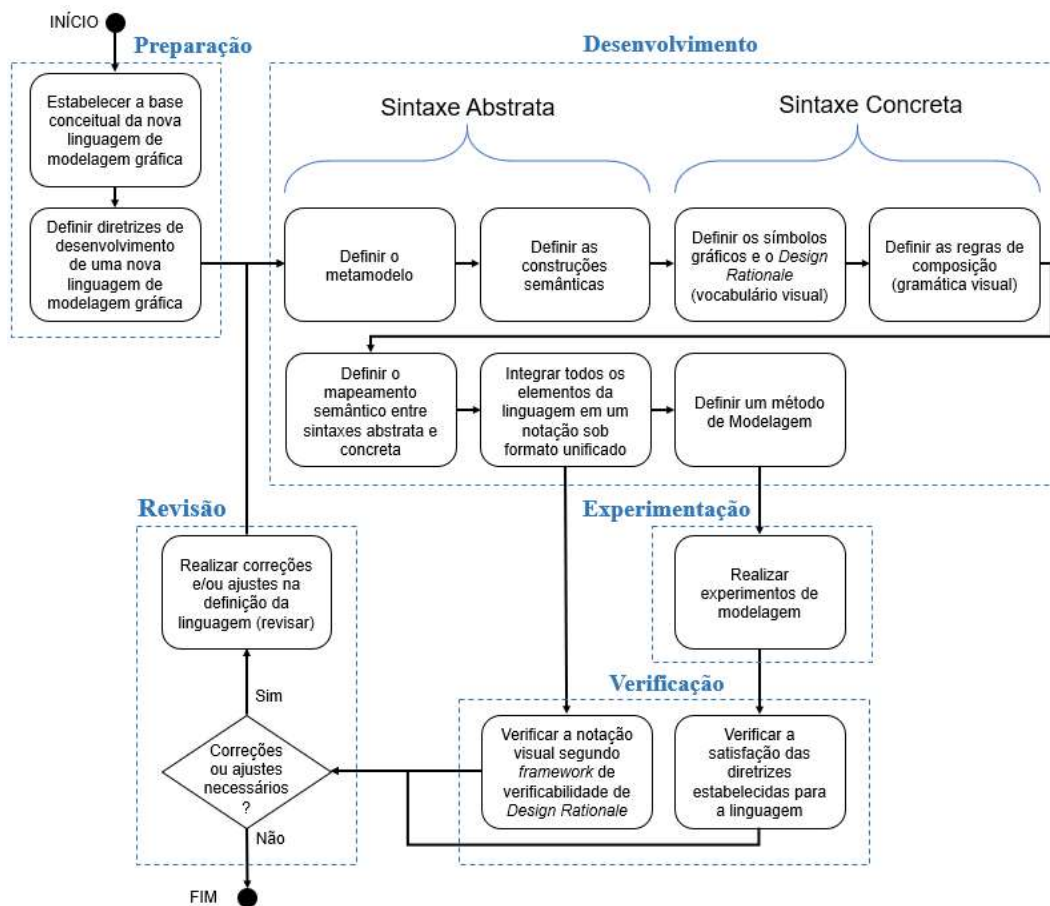 INÍCIO
Preparação
Estabelecer a base
conceitual da nova
linguagem de
modelagem gráfica
Definir diretrizes de
desenvolvimento
de uma nova
linguagem de
modelagem gráfica
Desenvolvimento
Sintaxe Abstrata
Sintaxe Concreta
Definir o
metamodelo
Definir as
construções
semânticas
Definir os símbolos
gráficos e o Design
Rationale
(vocabulário visual)
Definir as regras de
composição
(gramática visual)
Definir o
mapeamento
semântico entre
sintaxes abstrata e
concreta
Integrar todos os
elementos da
linguagem em um
notação sob
formato unificado
Definir um método
de Modelagem
Experimentação
Realizar
experimentos de
modelagem
Verificação
Verificar a notação
visual segundo
framework de
verificabilidade de
Design Rationale
Verificar a
satisfação das
diretrizes
estabelecidas para
a linguagem
Revisão
Realizar correções
e/ou ajustes na
definição da
linguagem (revisar)
Sim
Correções
ou ajustes
necessários
?
Não
FIM